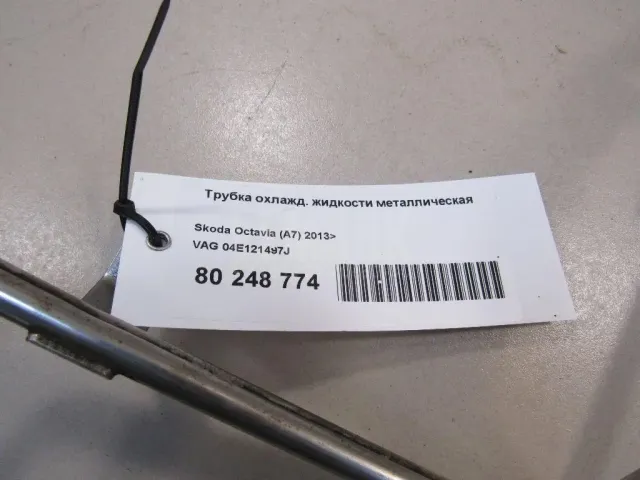 Трубка охлажд. жидкости металлическая
Skoda Octavia (A7) 2013>
VAG 04E121497J
80 248 774